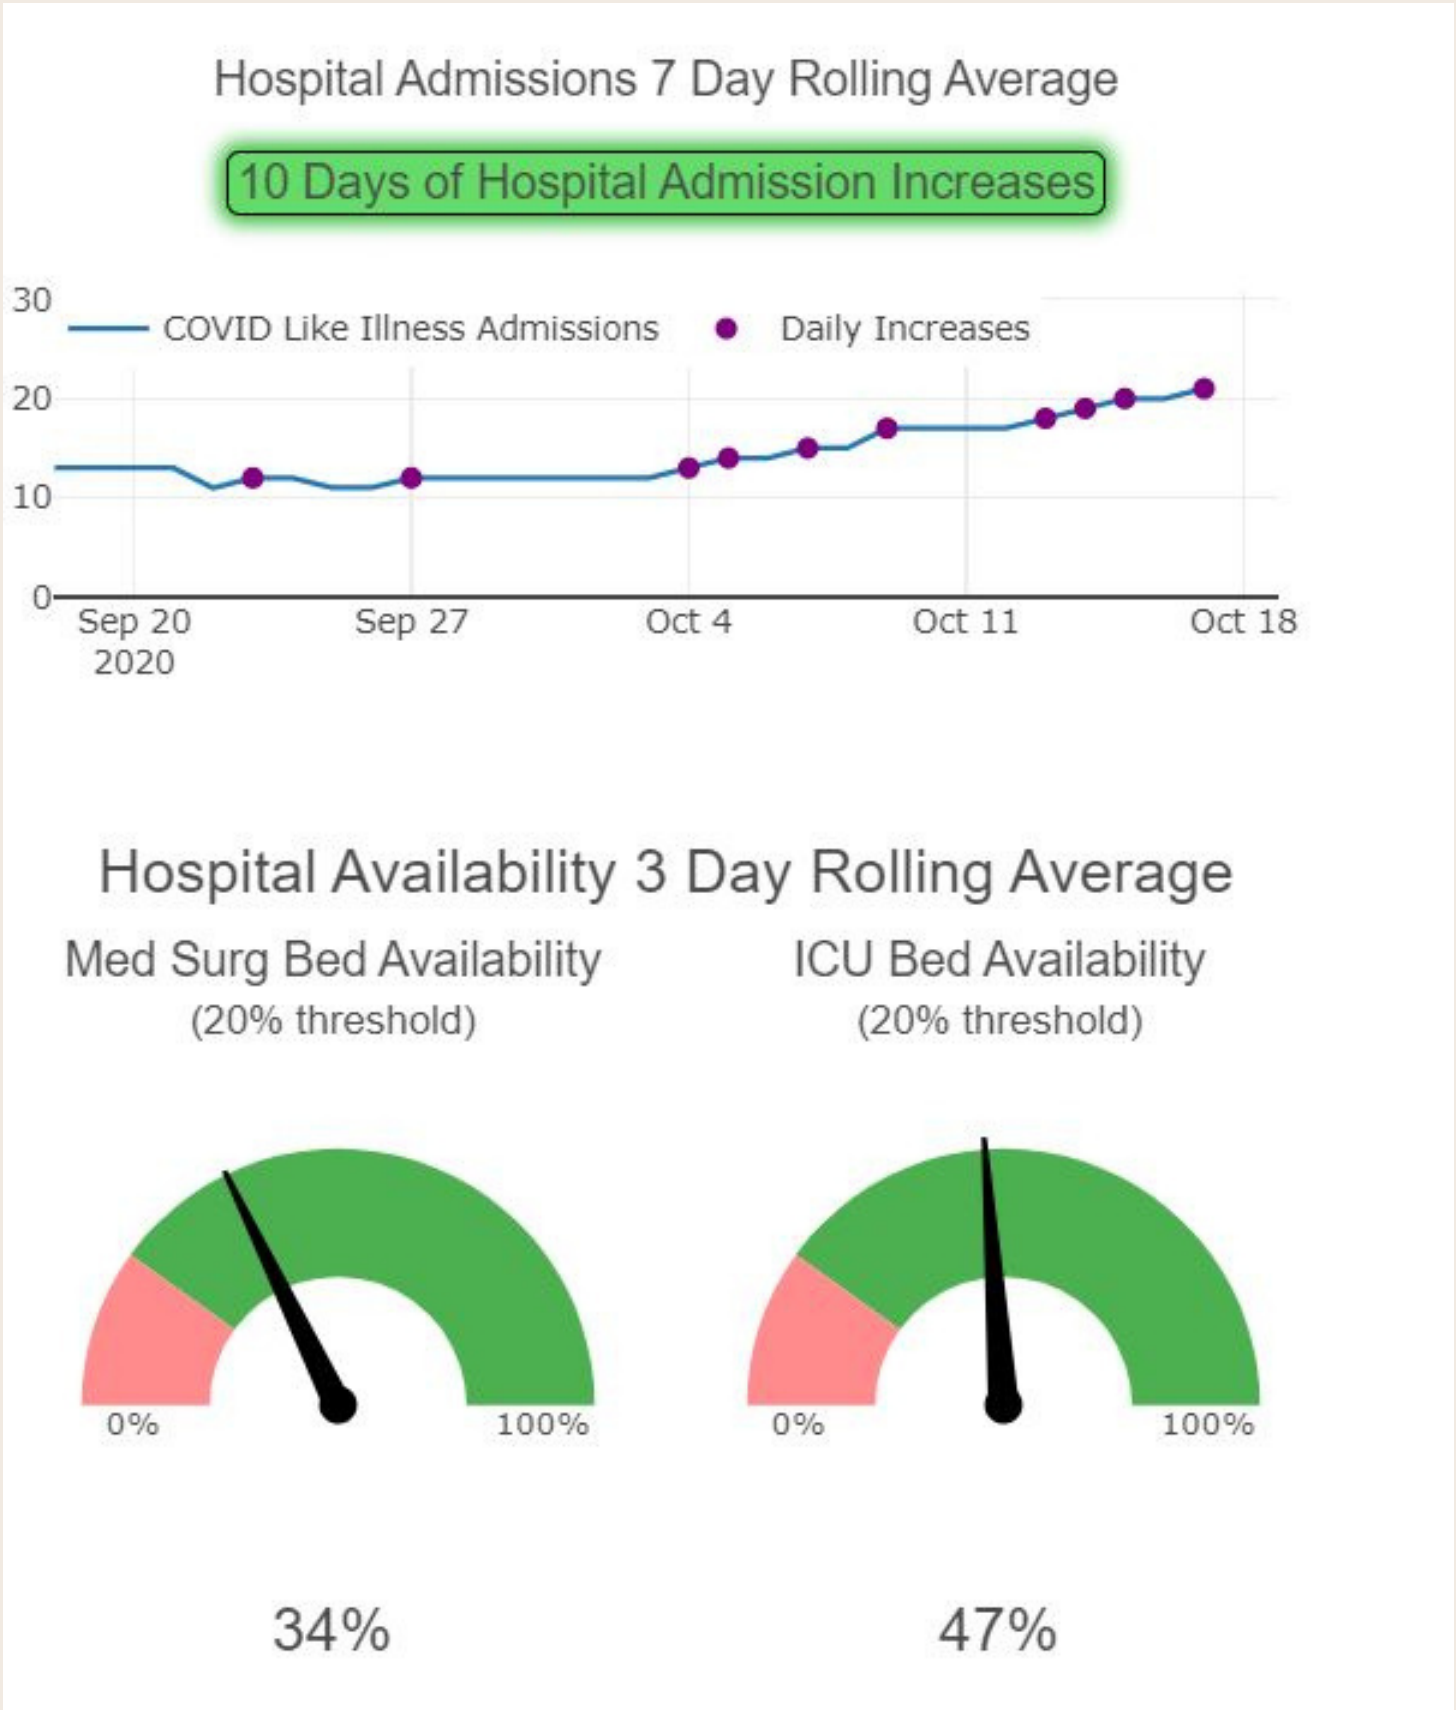 Hospital Admissions 7 Day Rolling Average
10 Days of Hospital Admission Increases
30
COVID Like Illness Admissions Daily Increases
20
10
0
Sep 20 Sep 27 Oct 4 Oct 11 Oct 18
2020
Hospital Availability 3 Day Rolling Average
Med Surg Bed Availability ICU Bed Availability
(20% threshold) (20% threshold)
0% 100% 0% 100%
34% 47%